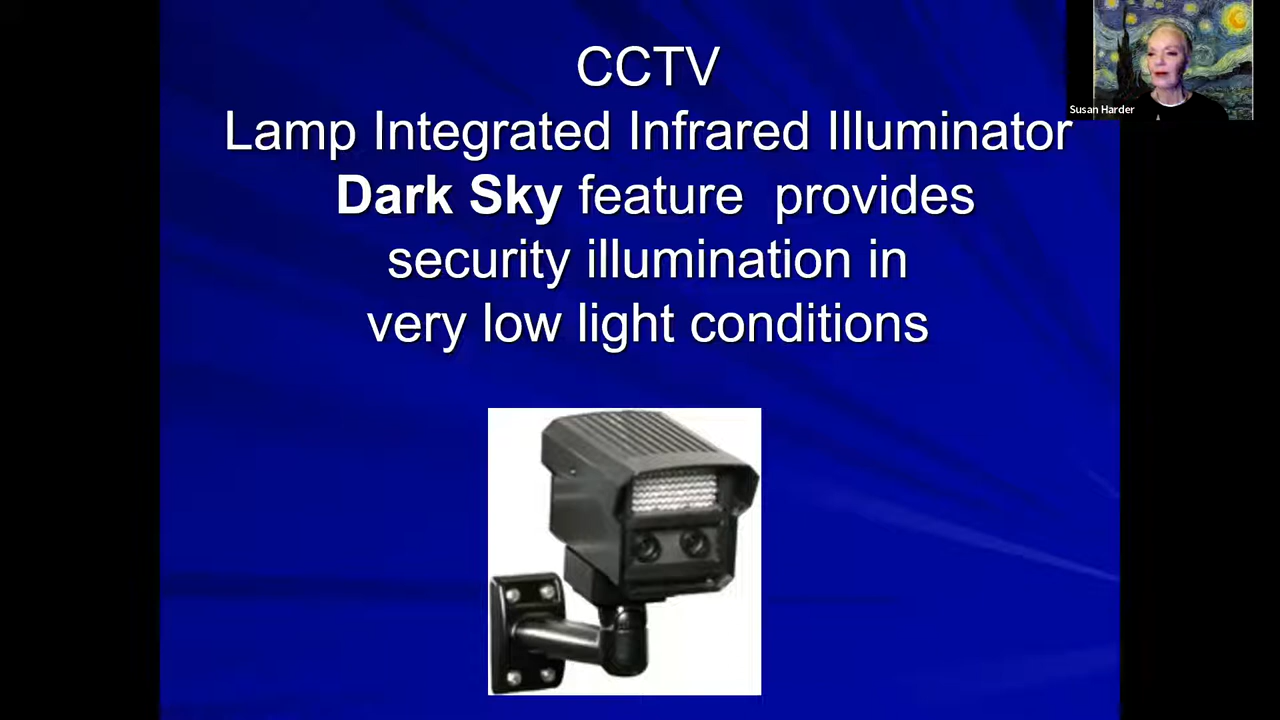 CCTV
Lamp Integrated Infrared Illuminator
Dark Sky feature provides
security illumination in
very low light conditions
Susan Harder